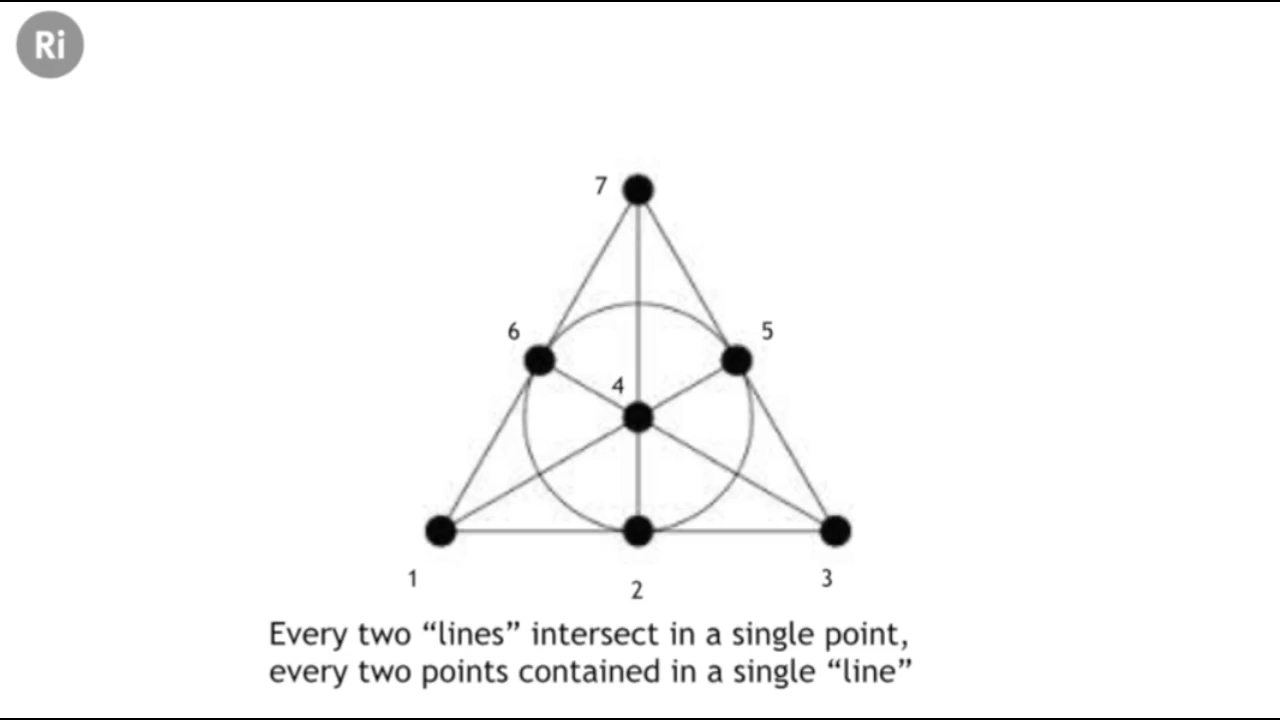 Ri
7
6
5
4
1
2
3
Every two “lines” intersect in a single point,
every two points contained in a single “line”